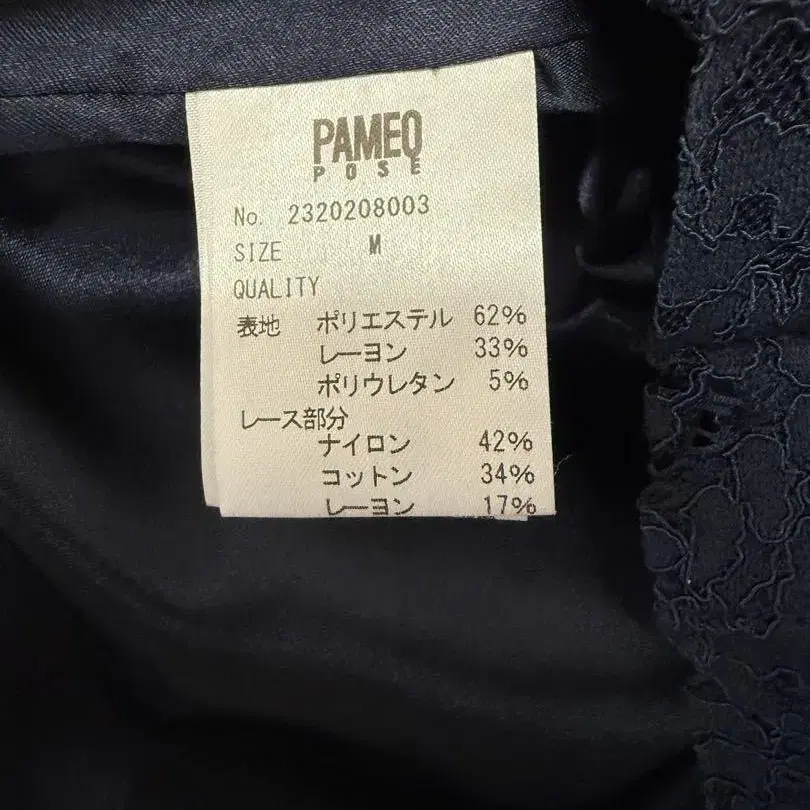 PAMEO
POSE
No. 2320208003
SIZE M
QUALITY
表地 ポリエステル 62%
レーヨン 33%
ポリウレタン 5%
レース部分
ナイロン 42%
コットン 34%
レーヨン 17%